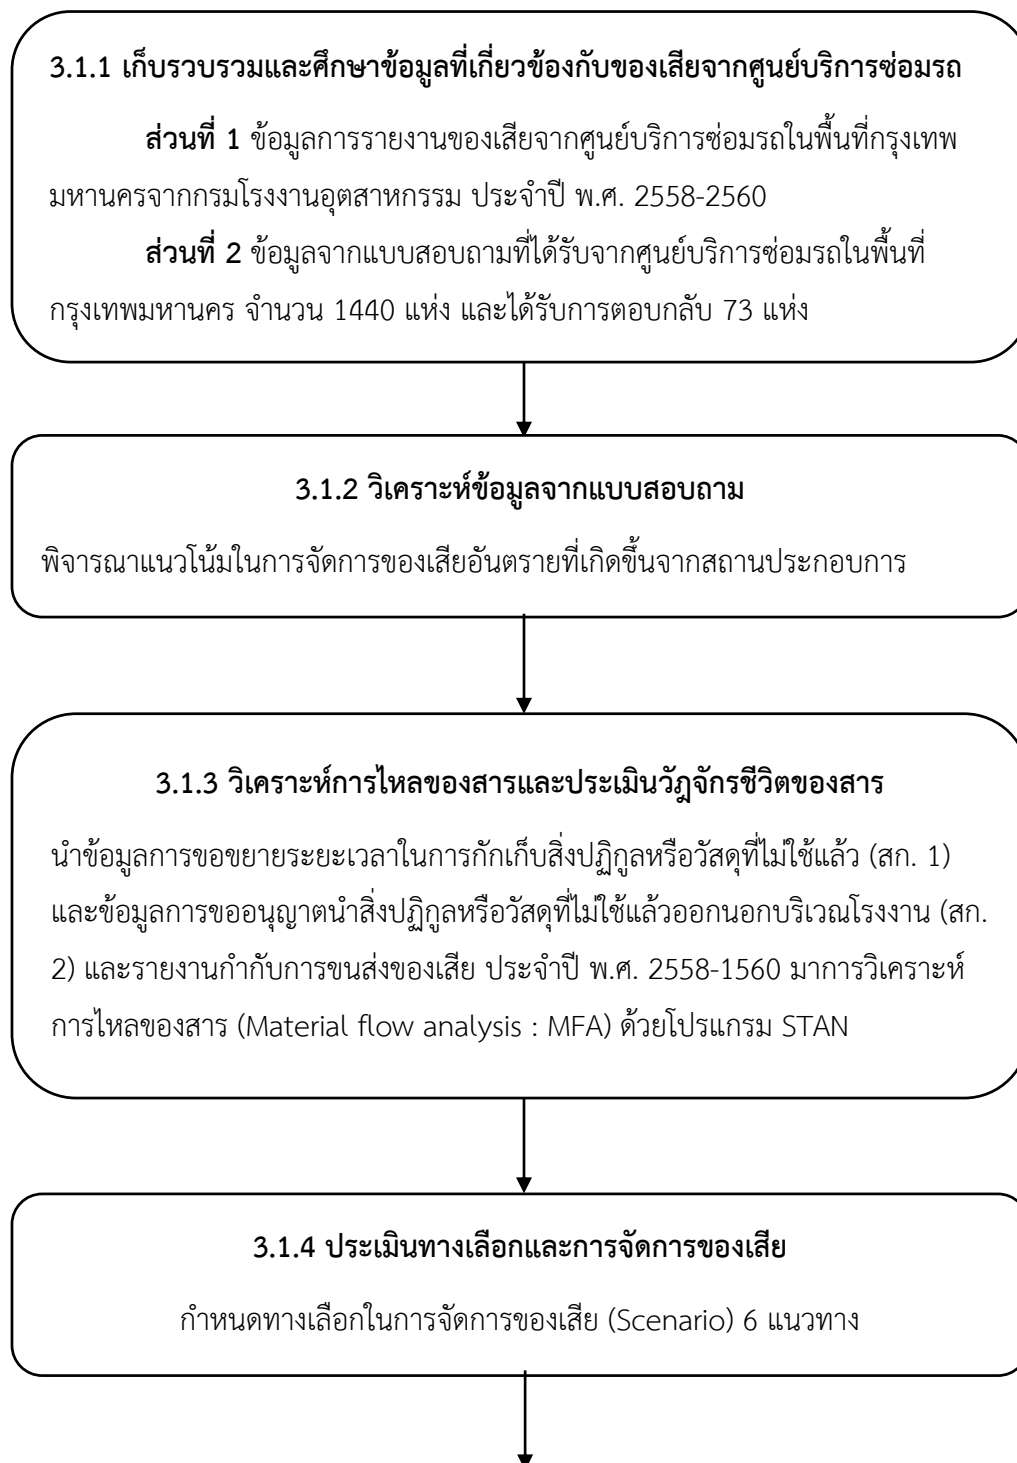 3.1.1 เก็บรวบรวมและศึกษาข้อมูลที่เกี่ยวข้องกับของเสียจากศูนย์บริการซ่อมรถ
ส่วนที่ 1 ข้อมูลการรายงานของเสียจากศูนย์บริการซ่อมรถในพื้นที่กรุงเทพ
มหานครจากกรมโรงงานอุตสาหกรรม ประจำปี พ.ศ. 2558-2560
ส่วนที่ 2 ข้อมูลจากแบบสอบถามที่ได้รับจากศูนย์บริการซ่อมรถในพื้นที่
กรุงเทพมหานคร จำนวน 1440 แห่ง และได้รับการตอบกลับ 73 แห่ง
3.1.2 วิเคราะห์ข้อมูลจากแบบสอบถาม
พิจารณาแนวโน้มในการจัดการของเสียอันตรายที่เกิดขึ้นจากสถานประกอบการ
3.1.3 วิเคราะห์การไหลของสารและประเมินวัฎจักรชีวิตของสาร
นำข้อมูลการขอขยายระยะเวลาในการกักเก็บสิ่งปฏิกูลหรือวัสดุที่ไม่ใช้แล้ว (สก. 1)
และข้อมูลการขออนุญาตนำสิ่งปฏิกูลหรือวัสดุที่ไม่ใช้แล้วออกนอกบริเวณโรงงาน (สก.
2) และรายงานกำกับการขนส่งของเสีย ประจำปี พ.ศ. 2558-1560 มาการวิเคราะห์
การไหลของสาร (Material flow analysis : MFA) ด้วยโปรแกรม STAN
3.1.4 ประเมินทางเลือกและการจัดการของเสีย
กำหนดทางเลือกในการจัดการของเสีย (Scenario) 6 แนวทาง